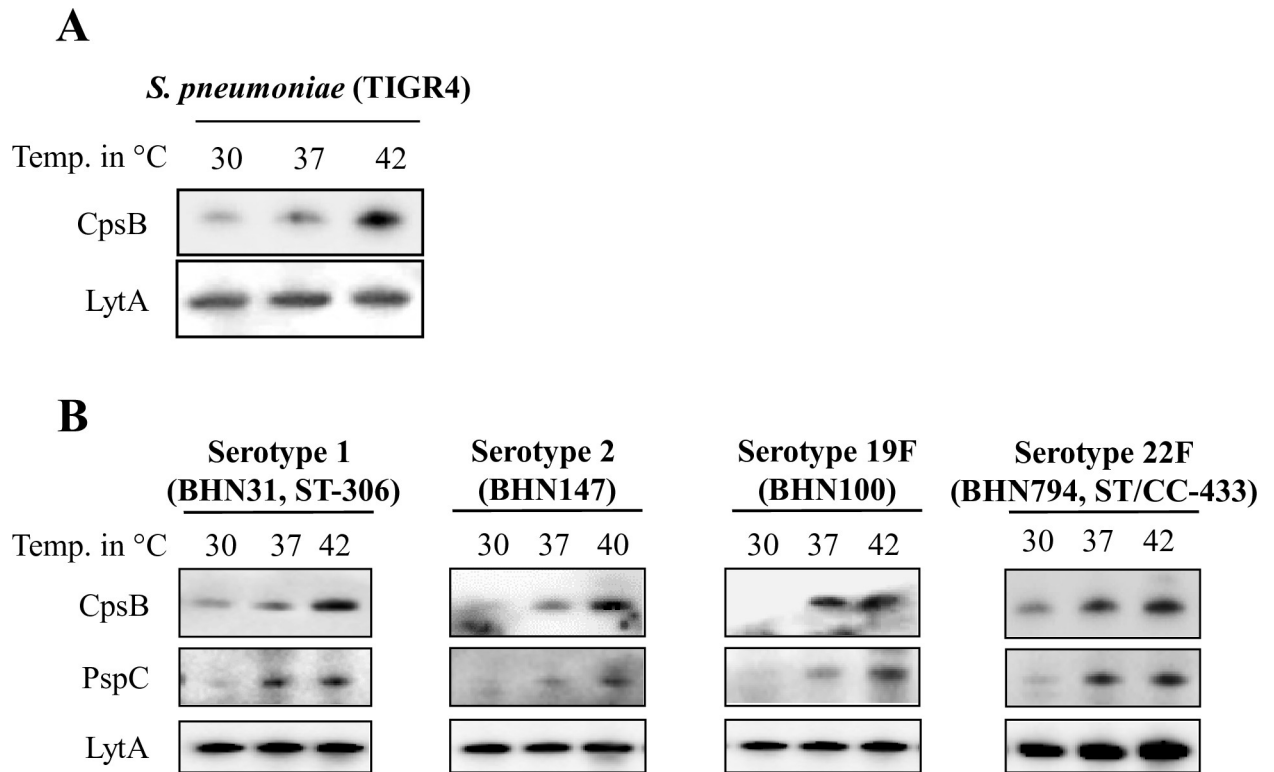 A
S. pneumoniae (TIGR4)
Temp. in °C 30 37 42
CpsB
LytA
B
Serotype 1 Serotype 2 Serotype 19F Serotype 22F
(BHN31, ST-306) (BHN147) (BHN100) (BHN794, ST/CC-433)
Temp. in °C 30 37 42 30 37 40 30 37 42 30 37 42
CpsB
PspC
LytA